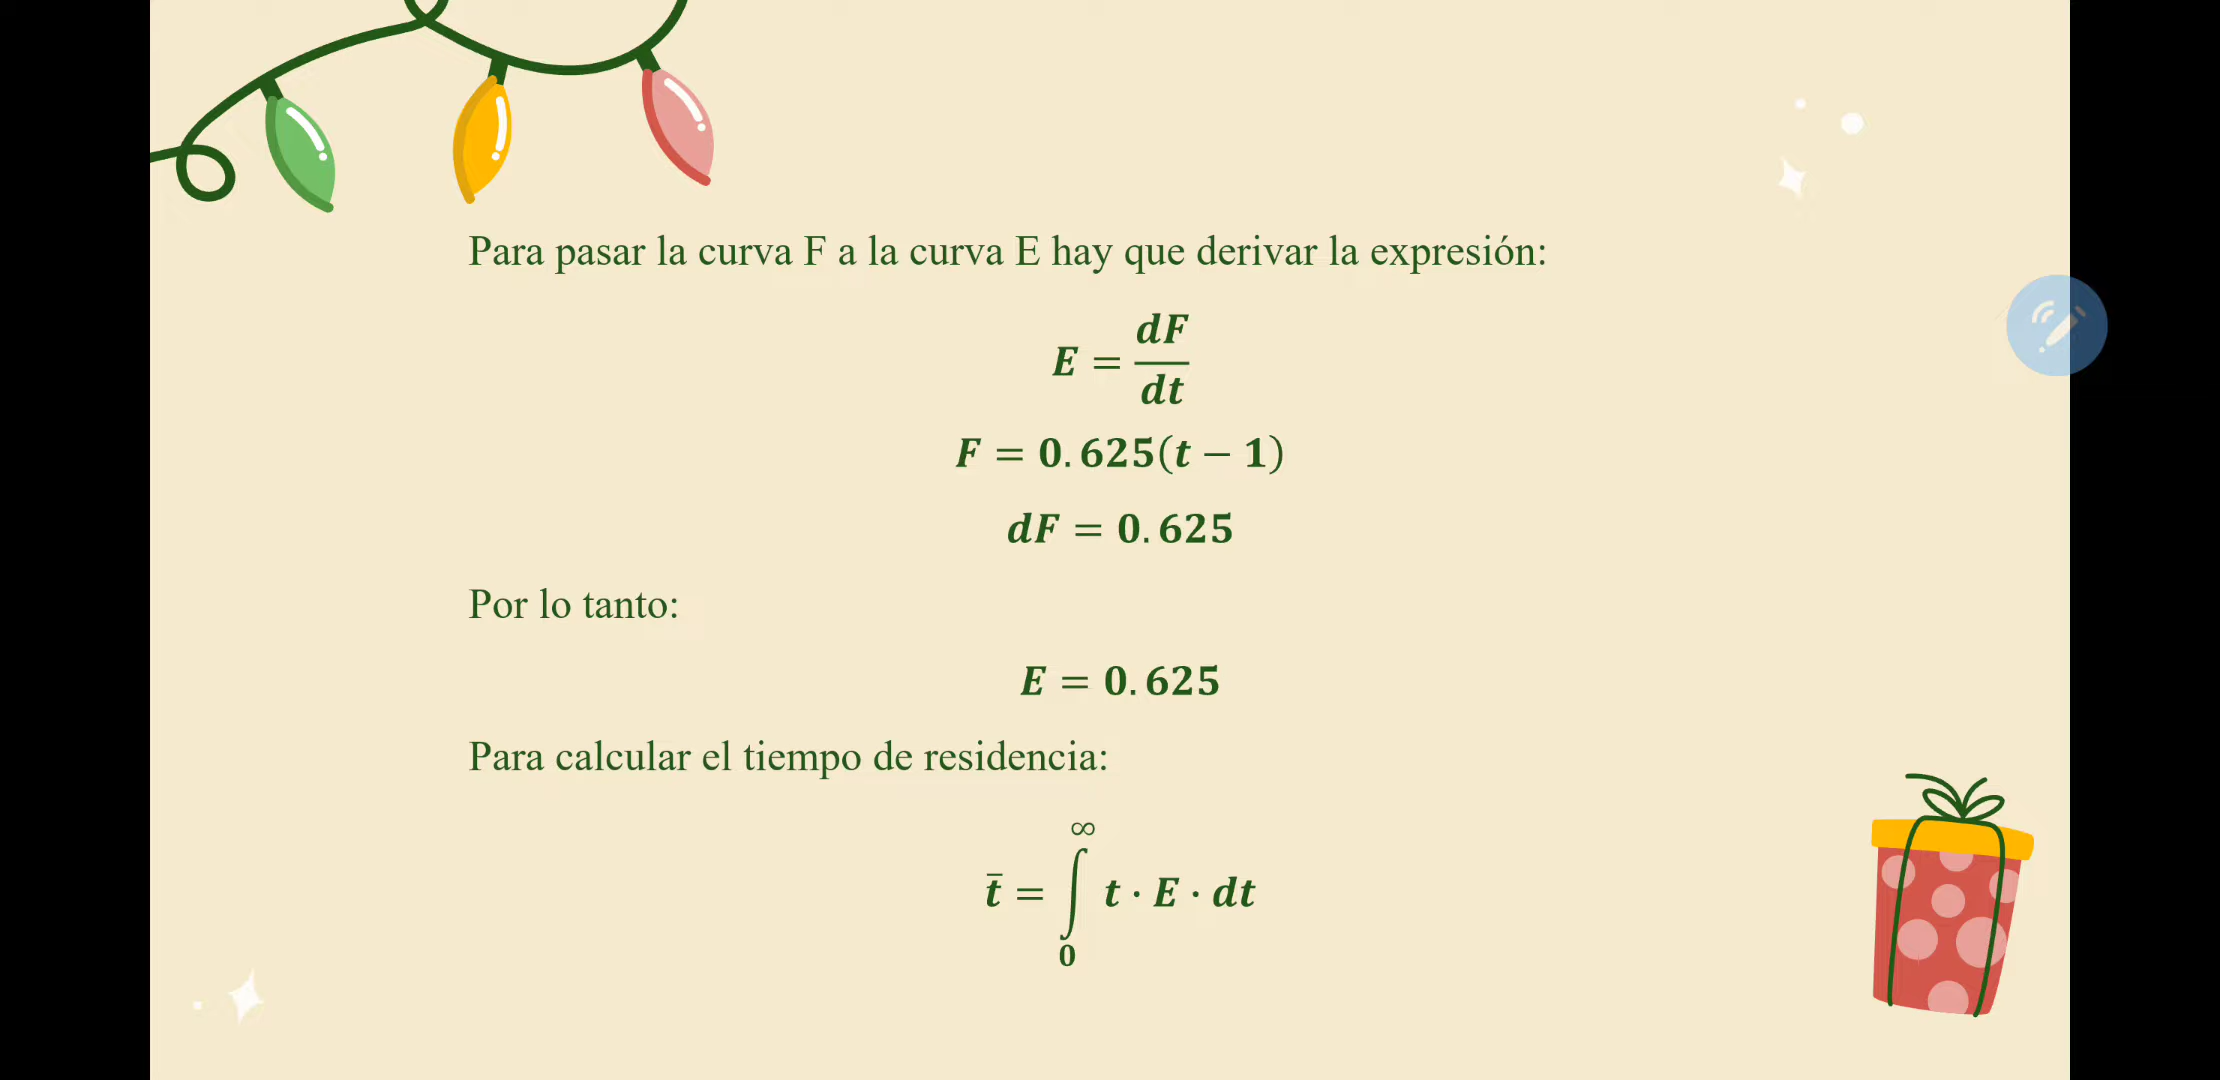 Para pasar la curva F a la curva E hay que derivar la expresión:
E = dF/dt
F = 0.625(t − 1)
dF = 0.625
Por lo tanto:
E = 0.625
Para calcular el tiempo de residencia:
t̄ = ∫₀^∞ t · E · dt